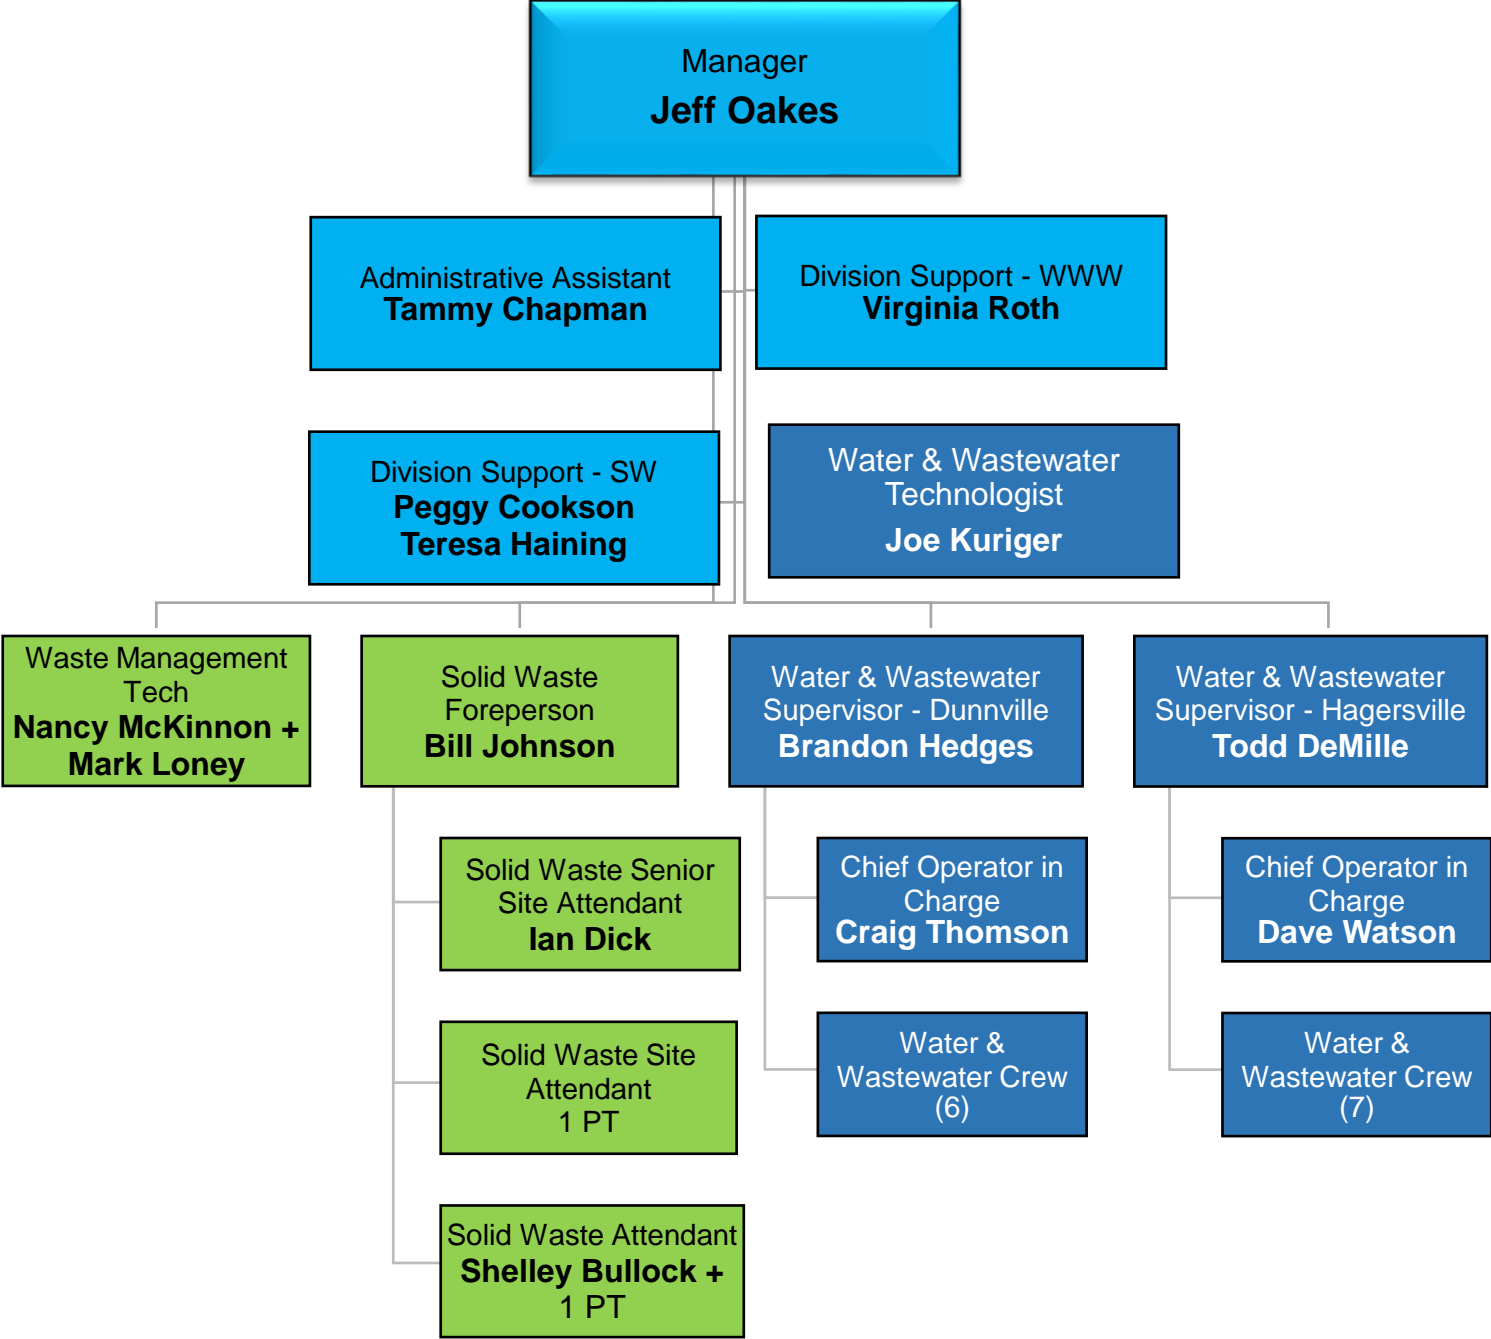 Manager
Jeff Oakes
Administrative Assistant
Tammy Chapman
Division Support - WWW
Virginia Roth
Division Support - SW
Peggy Cookson
Teresa Haining
Water & Wastewater
Technologist
Joe Kuriger
Waste Management
Tech
Nancy McKinnon +
Mark Loney
Solid Waste
Foreperson
Bill Johnson
Water & Wastewater
Supervisor - Dunnville
Brandon Hedges
Water & Wastewater
Supervisor - Hagersville
Todd DeMille
Solid Waste Senior
Site Attendant
Ian Dick
Solid Waste Site
Attendant
1 PT
Solid Waste Attendant
Shelley Bullock +
1 PT
Chief Operator in
Charge
Craig Thomson
Water &
Wastewater Crew
(6)
Chief Operator in
Charge
Dave Watson
Water &
Wastewater Crew
(7)